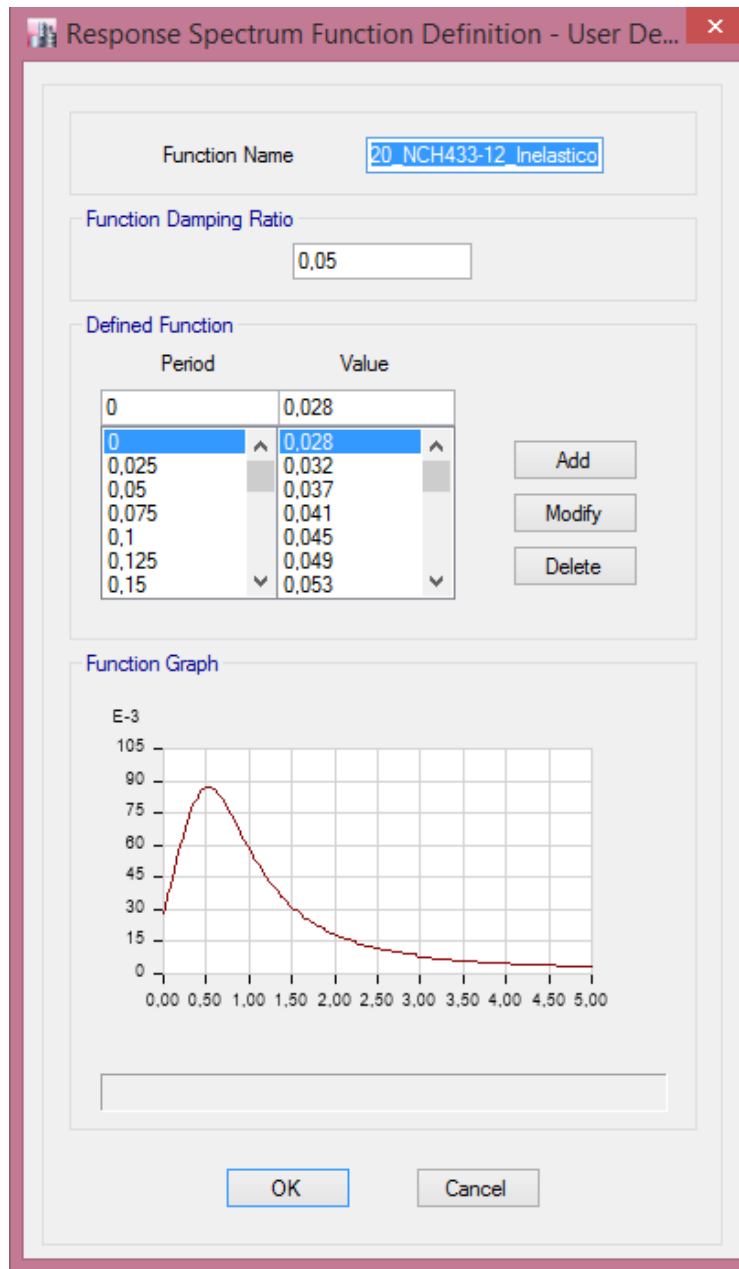 Response Spectrum Function Definition - User De...
Function Name 20_NCH433-12_Inelastico
Function Damping Ratio
0,05
Defined Function
Period Value
0 0,028
0 0,028
0,025 0,032
0,05 0,037
0,075 0,041
0,1 0,045
0,125 0,049
0,15 0,053
Add
Modify
Delete
Function Graph
E-3
105
90
75
60
45
30
15
0
0,00 0,50 1,00 1,50 2,00 2,50 3,00 3,50 4,00 4,50 5,00
OK Cancel